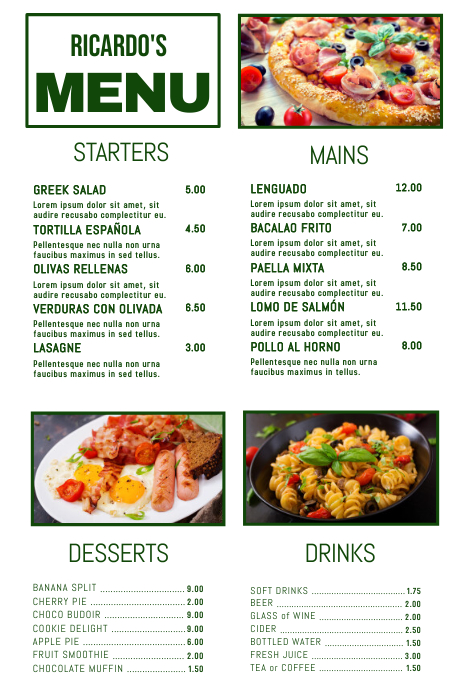 RICARDO'S
MENU
STARTERS
GREEK SALAD 5.00
Lorem ipsum dolor sit amet, sit
audire recusabo complectitur eu.
TORTILLA ESPAÑOLA 4.50
Pellentesque nec nulla non urna
faucibus maximus in sed tellus.
OLIVAS RELLENAS 6.00
Lorem ipsum dolor sit amet, sit
audire recusabo complectitur eu.
VERDURAS CON OLIVADA 6.50
Pellentesque nec nulla non urna
faucibus maximus in sed tellus.
LASAGNE 3.00
Pellentesque nec nulla non urna
faucibus maximus in sed tellus.
MAINS
LENGUADO 12.00
Lorem ipsum dolor sit amet, sit
audire recusabo complectitur eu.
BACALAO FRITO 7.00
Lorem ipsum dolor sit amet, sit
audire recusabo complectitur eu.
PAELLA MIXTA 8.50
Lorem ipsum dolor sit amet, sit
audire recusabo complectitur eu.
LOMO DE SALMÓN 11.50
Lorem ipsum dolor sit amet, sit
audire recusabo complectitur eu.
POLLO AL HORNO 8.00
Pellentesque nec nulla non urna
faucibus maximus in tellus.
DESSERTS
BANANA SPLIT 9.00
CHERRY PIE 2.00
CHOCO BUDOIR 9.00
COOKIE DELIGHT 9.00
APPLE PIE 6.00
FRUIT SMOOTHIE 2.00
CHOCOLATE MUFFIN 1.50
DRINKS
SOFT DRINKS 1.75
BEER 2.00
GLASS of WINE 2.00
CIDER 2.50
BOTTLED WATER 1.50
FRESH JUICE 3.00
TEA or COFFEE 1.50